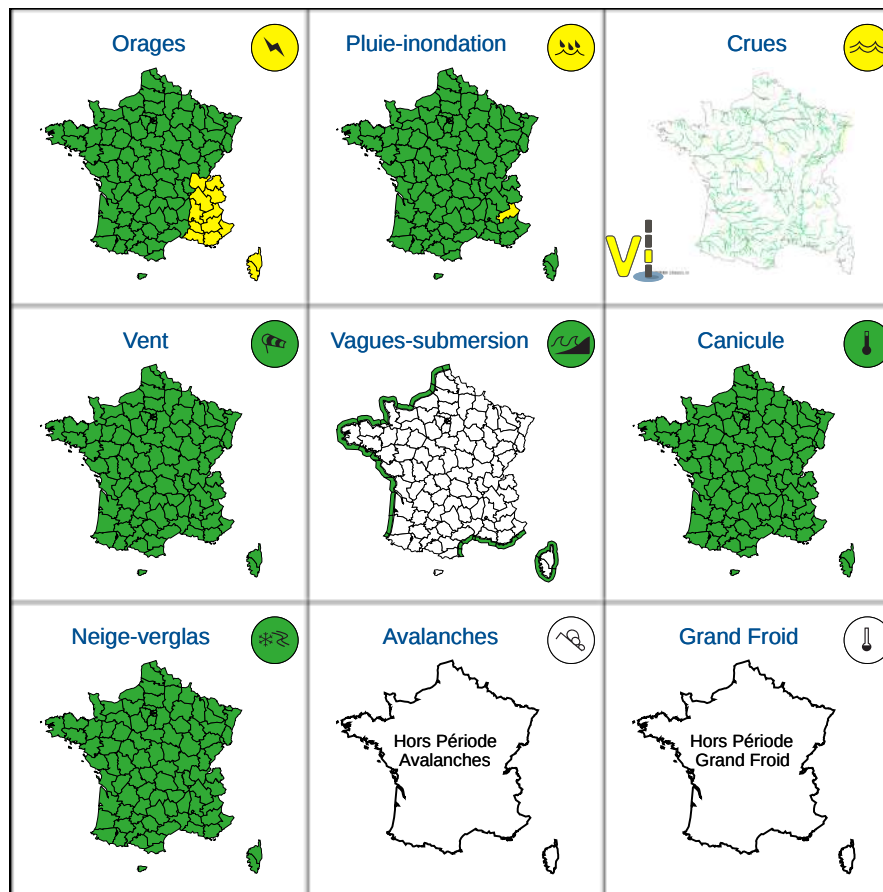 Orages
Pluie-inondation
Crues
Vi
Vent
Vagues-submersion
Canicule
Neige-verglas
Avalanches
Grand Froid
Hors Période
Avalanches
Hors Période
Grand Froid